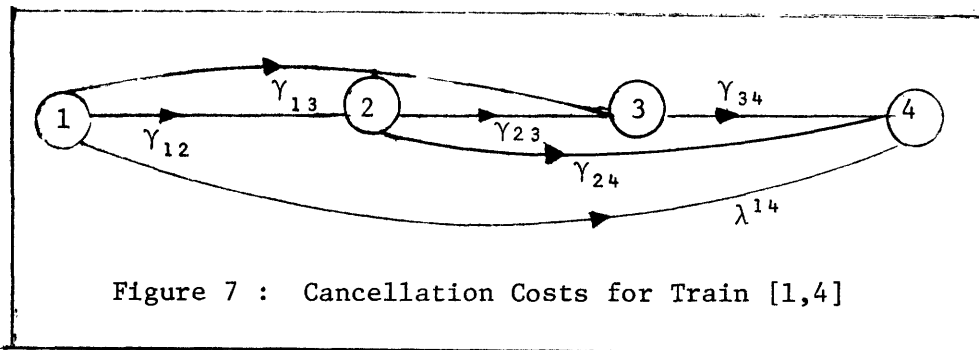 γ₁₃
1
γ₁₂
2
γ₂₃
3
γ₃₄
4
γ₂₄
λ¹⁴
Figure 7 : Cancellation Costs for Train [1,4]